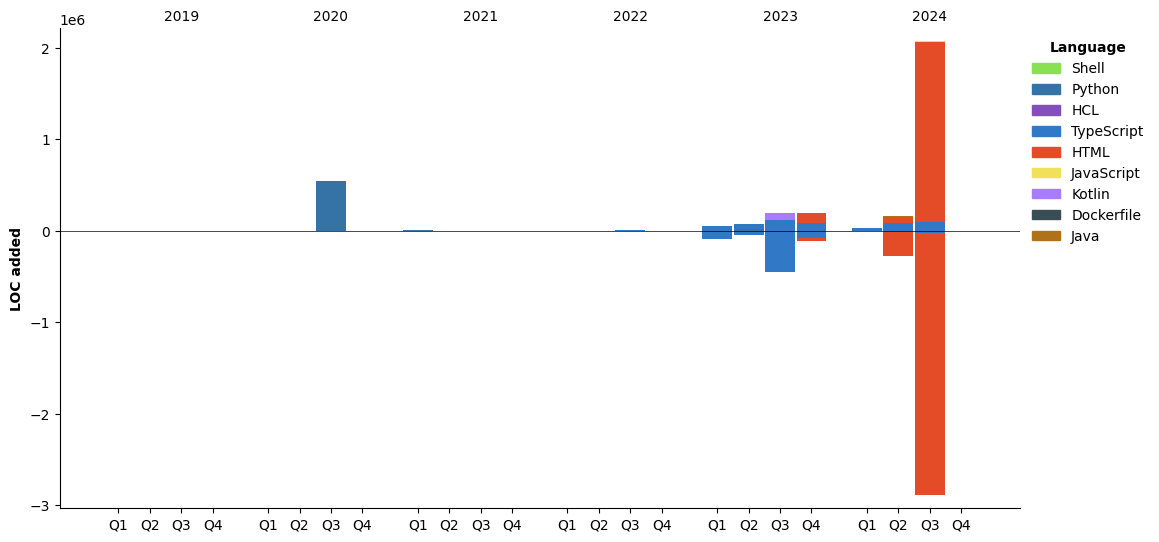 1e6
2019 2020 2021 2022 2023 2024
2
1
0
−1
−2
−3
LOC added
Q1 Q2 Q3 Q4 Q1 Q2 Q3 Q4 Q1 Q2 Q3 Q4 Q1 Q2 Q3 Q4 Q1 Q2 Q3 Q4 Q1 Q2 Q3 Q4
Language
Shell
Python
HCL
TypeScript
HTML
JavaScript
Kotlin
Dockerfile
Java